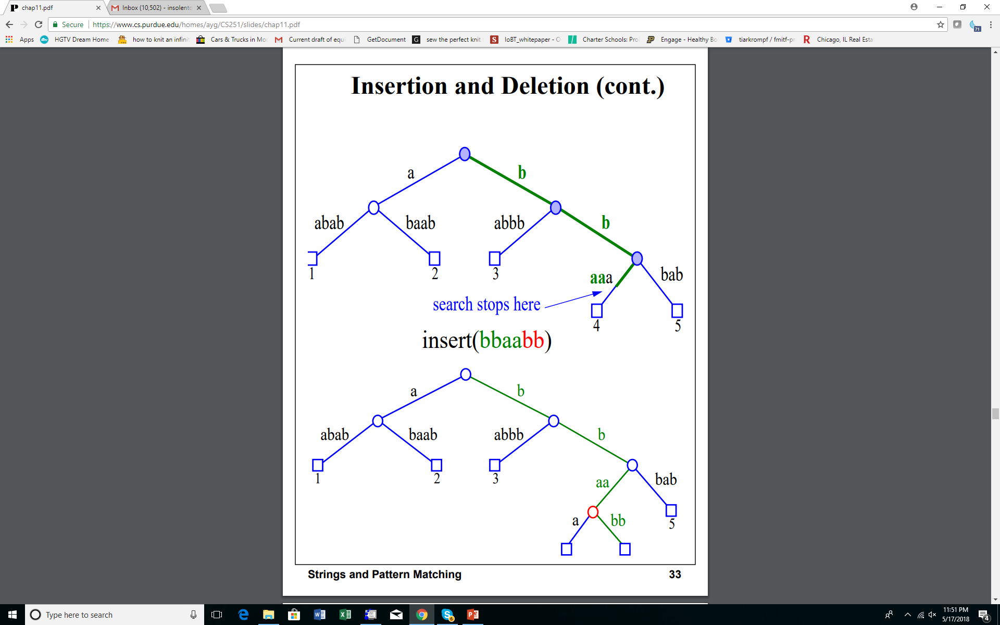 chap11.pdf
Inbox (10,502) - insolento
Secure https://www.cs.purdue.edu/homes/ayg/CS251/slides/chap11.pdf
71
Apps HGTV Dream Home how to knit an infini Cars & Trucks in Mo Current draft of equi GetDocument sew the perfect knit IoBT_whitepaper - O Charter Schools: Pro Engage - Healthy Bo tiarkrompf / fmitf-pr Chicago, IL Real Esta
Insertion and Deletion (cont.)
a b
abab baab abbb b
1 2 3
aaa bab
search stops here
4 5
insert(bbaabb)
a b
abab baab abbb b
1 2 3
aa bab
a bb 5
Strings and Pattern Matching 33
Type here to search
11:51 PM
5/17/2018
6
4